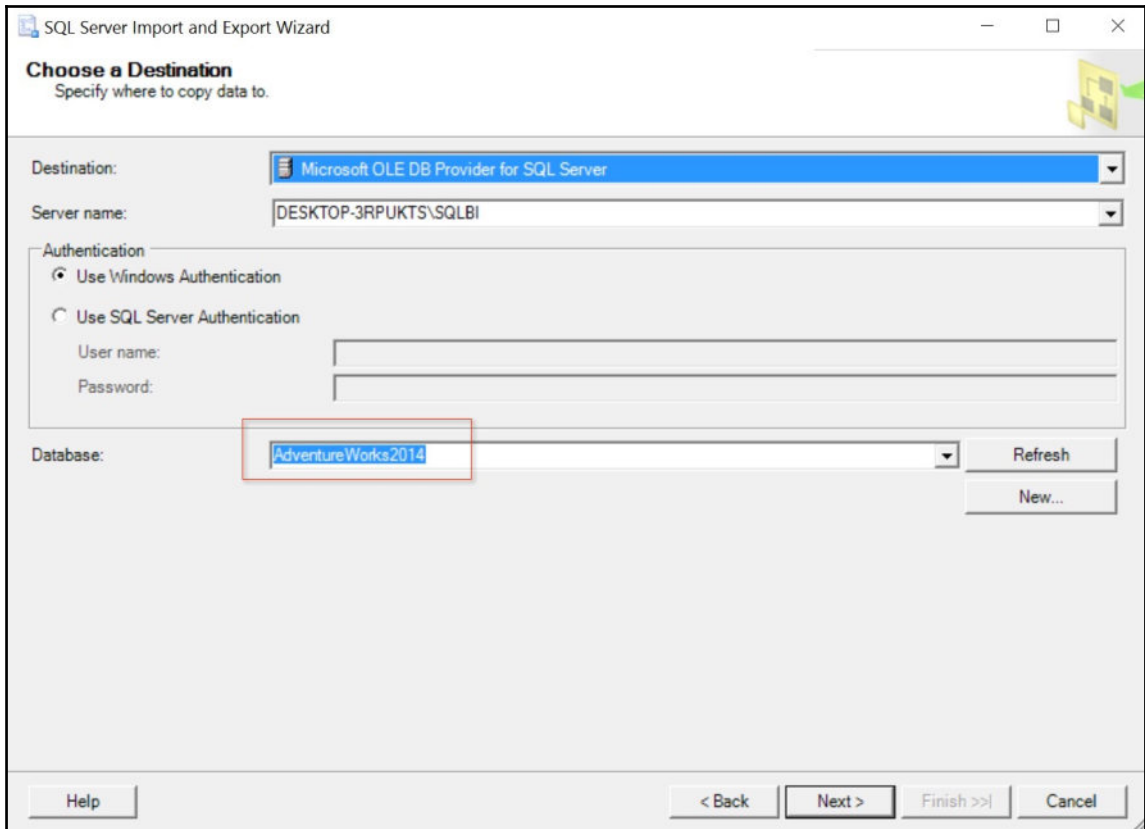 SQL Server Import and Export Wizard
Choose a Destination
Specify where to copy data to.
Destination:
Microsoft OLE DB Provider for SQL Server
Server name:
DESKTOP-3RPUKTS\SQLBI
Authentication
Use Windows Authentication
Use SQL Server Authentication
User name:
Password:
Database:
AdventureWorks2014
Refresh
New...
Help
< Back
Next >
Finish >>|
Cancel